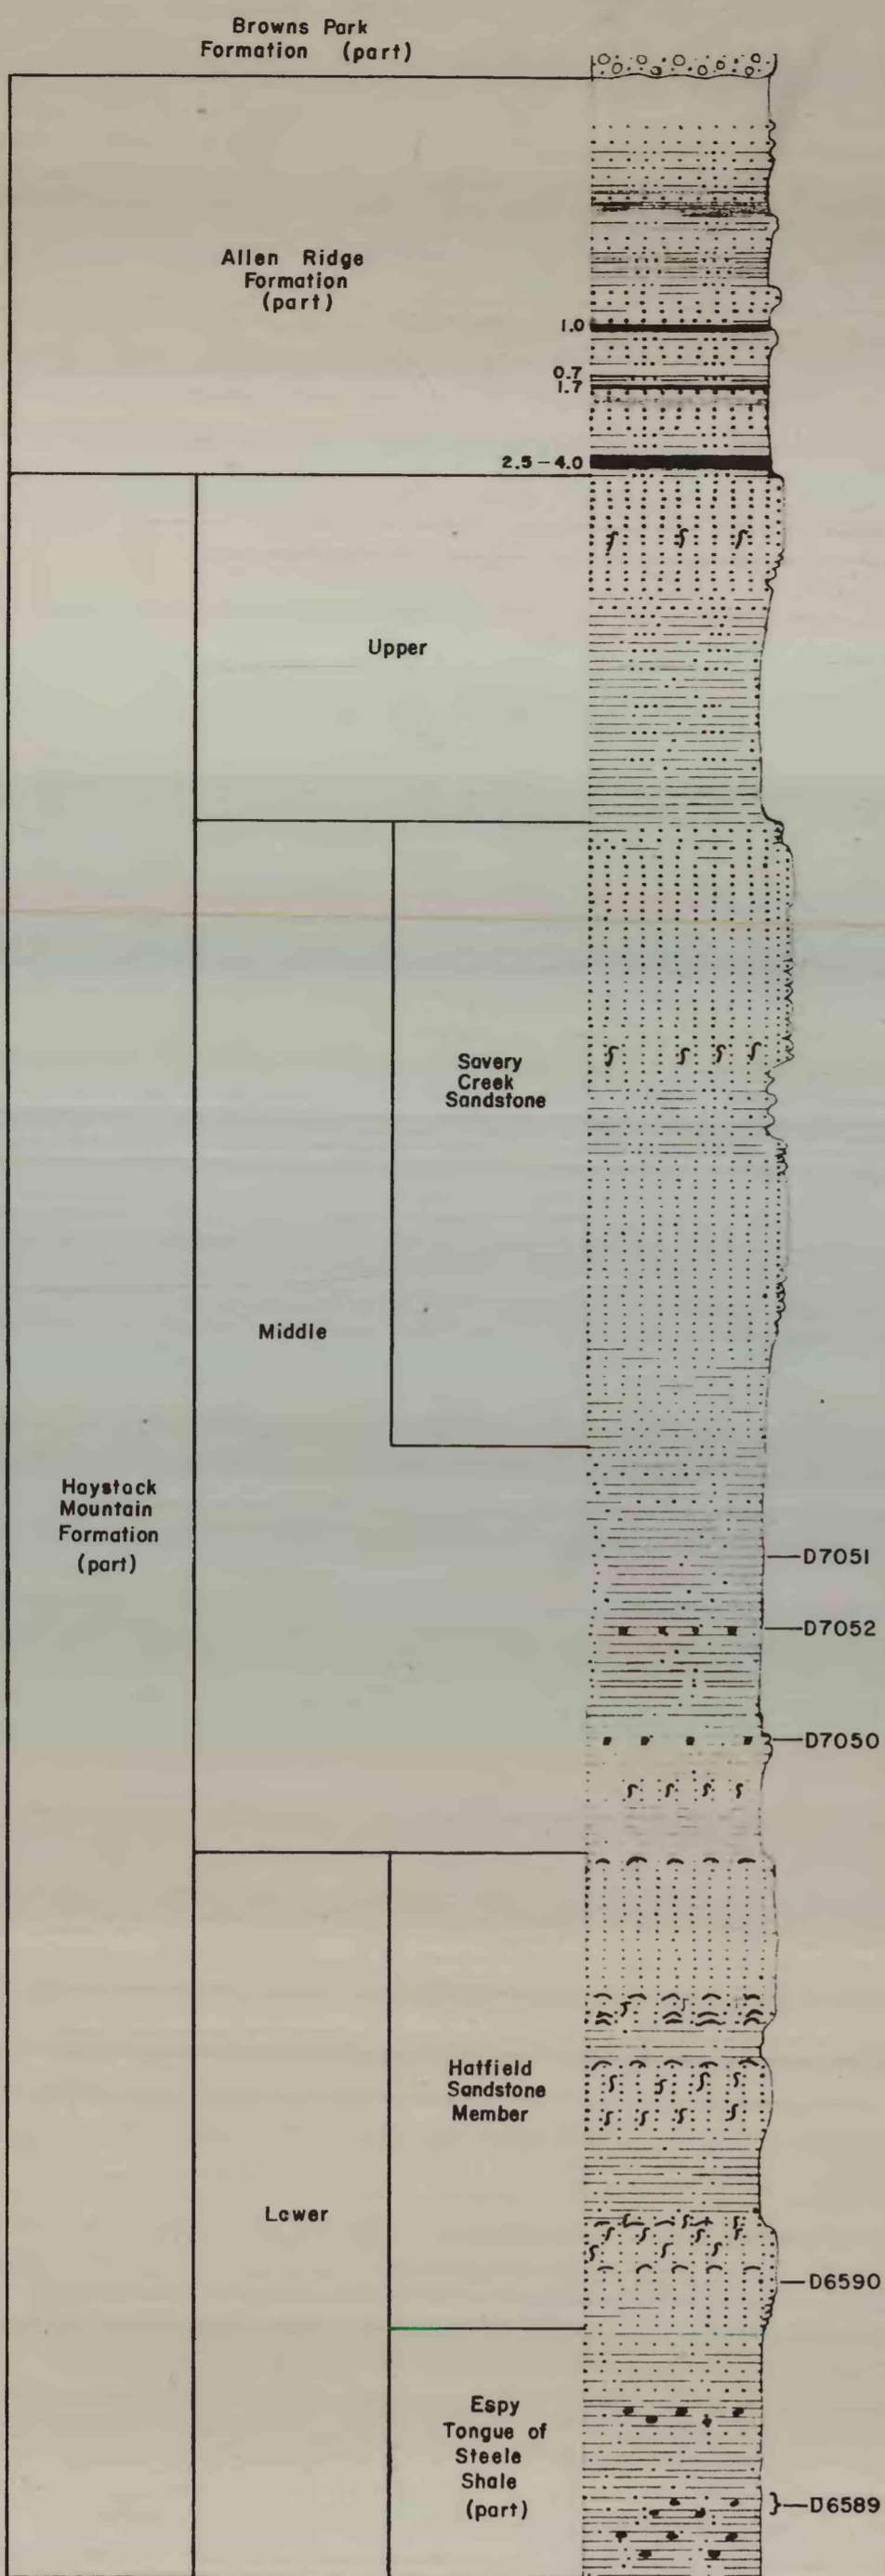 Browns Park
Formation (part)
Allen Ridge
Formation
(part)
1.0
0.7
1.7
2.5 – 4.0
Upper
Savery
Creek
Sandstone
Middle
Haystack
Mountain
Formation
(part)
D7051
D7052
D7050
Hatfield
Sandstone
Member
Lower
D6590
Espy
Tongue of
Steele
Shale
(part)
D6589